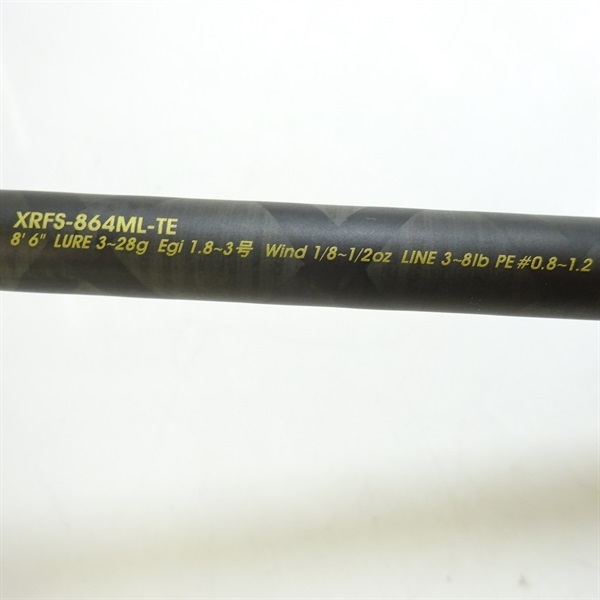 XRFS-864ML-TE
8' 6" LURE 3~28g Egi 1.8~3号 Wind 1/8~1/2oz LINE 3~8lb PE#0.8~1.2